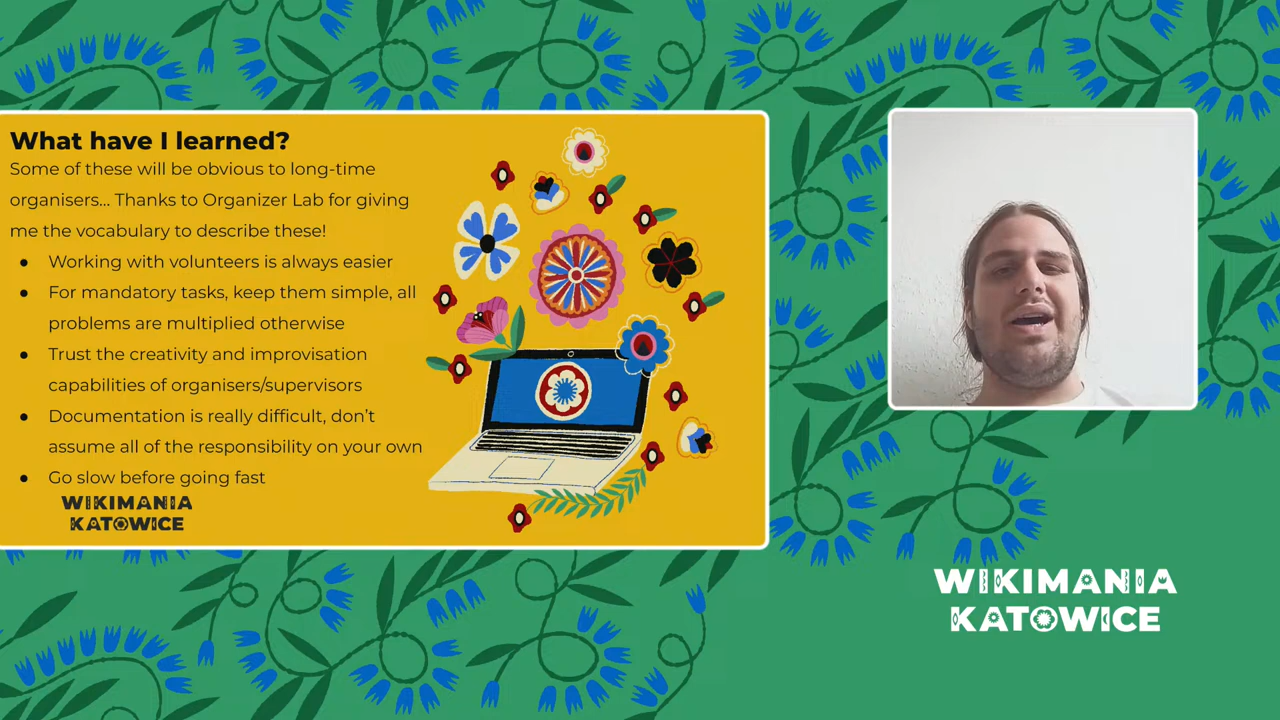 What have I learned?
Some of these will be obvious to long-time
organisers... Thanks to Organizer Lab for giving
me the vocabulary to describe these!
● Working with volunteers is always easier
● For mandatory tasks, keep them simple, all
problems are multiplied otherwise
● Trust the creativity and improvisation
capabilities of organisers/supervisors
● Documentation is really difficult, don't
assume all of the responsibility on your own
● Go slow before going fast
WIKIMANIA
KATOWICE
WIKIMANIA
KATOWICE